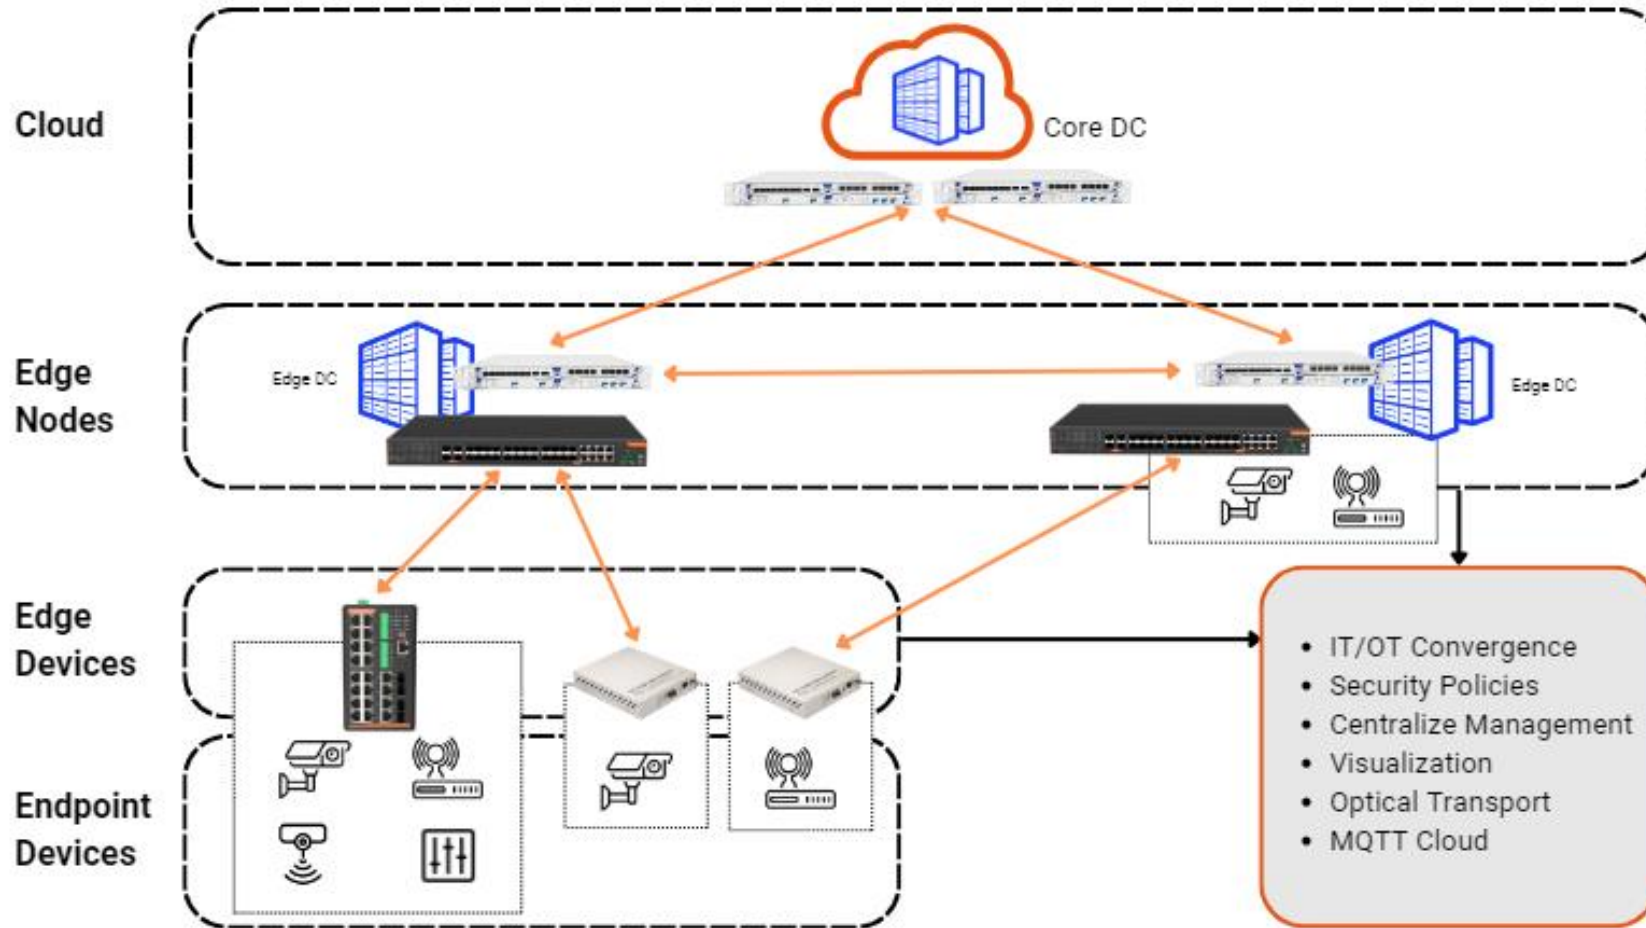 Cloud
Core DC
Edge
Nodes
Edge DC
Edge DC
Edge
Devices
Endpoint
Devices
• IT/OT Convergence
• Security Policies
• Centralize Management
• Visualization
• Optical Transport
• MQTT Cloud